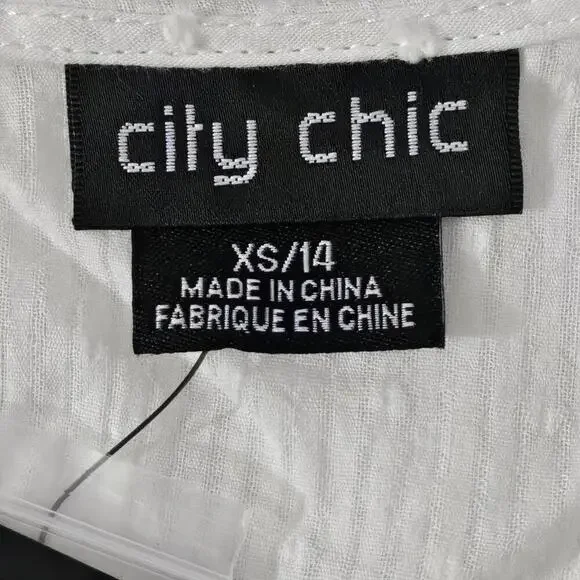 city chic
XS/14
MADE IN CHINA
FABRIQUE EN CHINE